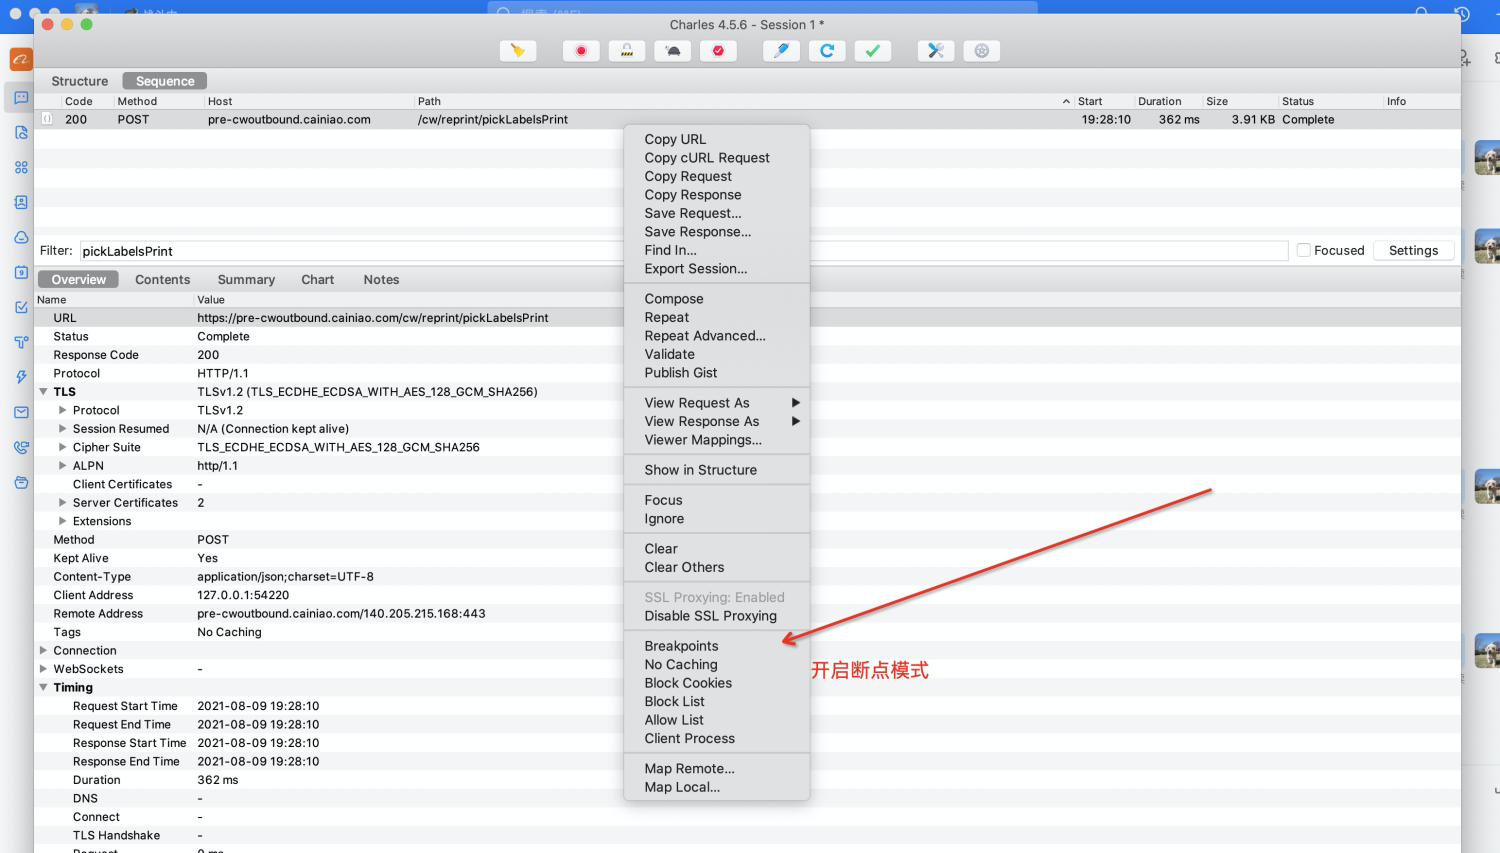 Charles 4.5.6 - Session 1 *
Structure
Sequence
Code Method Host Path Start Duration Size Status Info
200 POST pre-cwoutbound.cainiao.com /cw/reprint/pickLabelsPrint 19:28:10 362 ms 3.91 KB Complete
Filter: pickLabelsPrint Focused Settings
Overview Contents Summary Chart Notes
Name Value
URL https://pre-cwoutbound.cainiao.com/cw/reprint/pickLabelsPrint
Status Complete
Response Code 200
Protocol HTTP/1.1
TLS TLSv1.2 (TLS_ECDHE_ECDSA_WITH_AES_128_GCM_SHA256)
Protocol TLSv1.2
Session Resumed N/A (Connection kept alive)
Cipher Suite TLS_ECDHE_ECDSA_WITH_AES_128_GCM_SHA256
ALPN http/1.1
Client Certificates -
Server Certificates 2
Extensions
Method POST
Kept Alive Yes
Content-Type application/json;charset=UTF-8
Client Address 127.0.0.1:54220
Remote Address pre-cwoutbound.cainiao.com/140.205.215.168:443
Tags No Caching
Connection
WebSockets -
Timing
Request Start Time 2021-08-09 19:28:10
Request End Time 2021-08-09 19:28:10
Response Start Time 2021-08-09 19:28:10
Response End Time 2021-08-09 19:28:10
Duration 362 ms
DNS -
Connect -
TLS Handshake -
Copy URL
Copy cURL Request
Copy Request
Copy Response
Save Request...
Save Response...
Find In...
Export Session...
Compose
Repeat
Repeat Advanced...
Validate
Publish Gist
View Request As
View Response As
Viewer Mappings...
Show in Structure
Focus
Ignore
Clear
Clear Others
SSL Proxying: Enabled
Disable SSL Proxying
Breakpoints
No Caching
Block Cookies
Block List
Allow List
Client Process
Map Remote...
Map Local...
开启断点模式